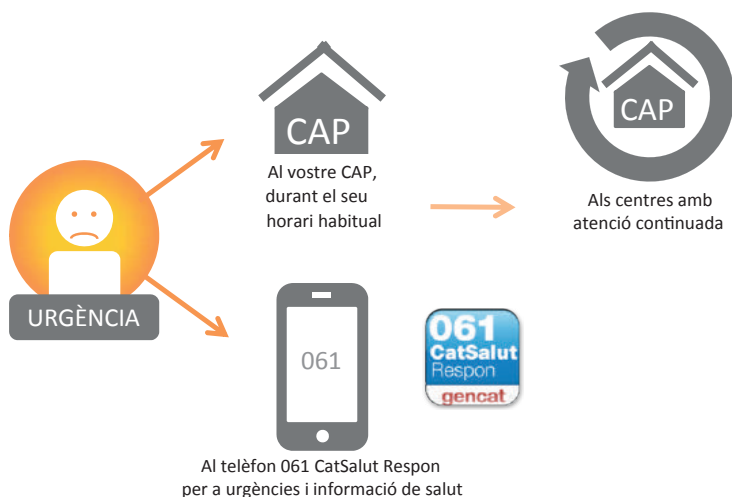 CAP
Al vostre CAP,
durant el seu
horari habitual
CAP
Als centres amb
atenció continuada
URGÈNCIA
061
061
CatSalut
Respon
gencat
Al telèfon 061 CatSalut Respon
per a urgències i informació de salut